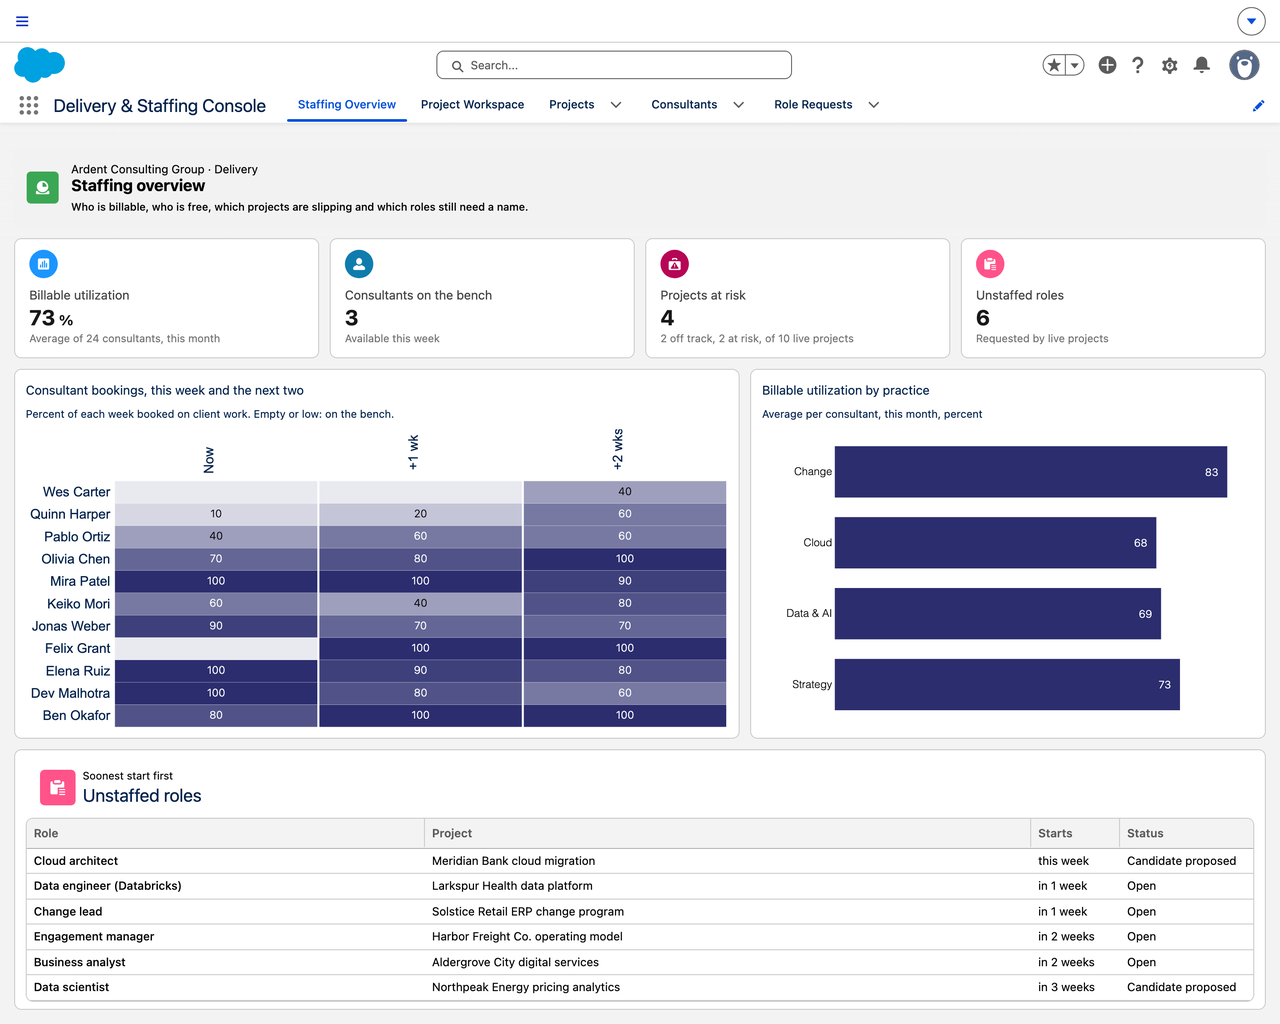 Search...
Delivery & Staffing Console
Staffing Overview
Project Workspace
Projects
Consultants
Role Requests
Ardent Consulting Group · Delivery
Staffing overview
Who is billable, who is free, which projects are slipping and which roles still need a name.
Billable utilization
73 %
Average of 24 consultants, this month
Consultants on the bench
3
Available this week
Projects at risk
4
2 off track, 2 at risk, of 10 live projects
Unstaffed roles
6
Requested by live projects
Consultant bookings, this week and the next two
Percent of each week booked on client work. Empty or low: on the bench.
Now +1 wk +2 wks
Wes Carter 40
Quinn Harper 10 20 60
Pablo Ortiz 40 60 60
Olivia Chen 70 80 100
Mira Patel 100 100 90
Keiko Mori 60 40 80
Jonas Weber 90 70 70
Felix Grant 100 100
Elena Ruiz 100 90 80
Dev Malhotra 100 80 60
Ben Okafor 80 100 100
Billable utilization by practice
Average per consultant, this month, percent
Change 83
Cloud 68
Data & AI 69
Strategy 73
Soonest start first
Unstaffed roles
Role Project Starts Status
Cloud architect Meridian Bank cloud migration this week Candidate proposed
Data engineer (Databricks) Larkspur Health data platform in 1 week Open
Change lead Solstice Retail ERP change program in 1 week Open
Engagement manager Harbor Freight Co. operating model in 2 weeks Open
Business analyst Aldergrove City digital services in 2 weeks Open
Data scientist Northpeak Energy pricing analytics in 3 weeks Candidate proposed